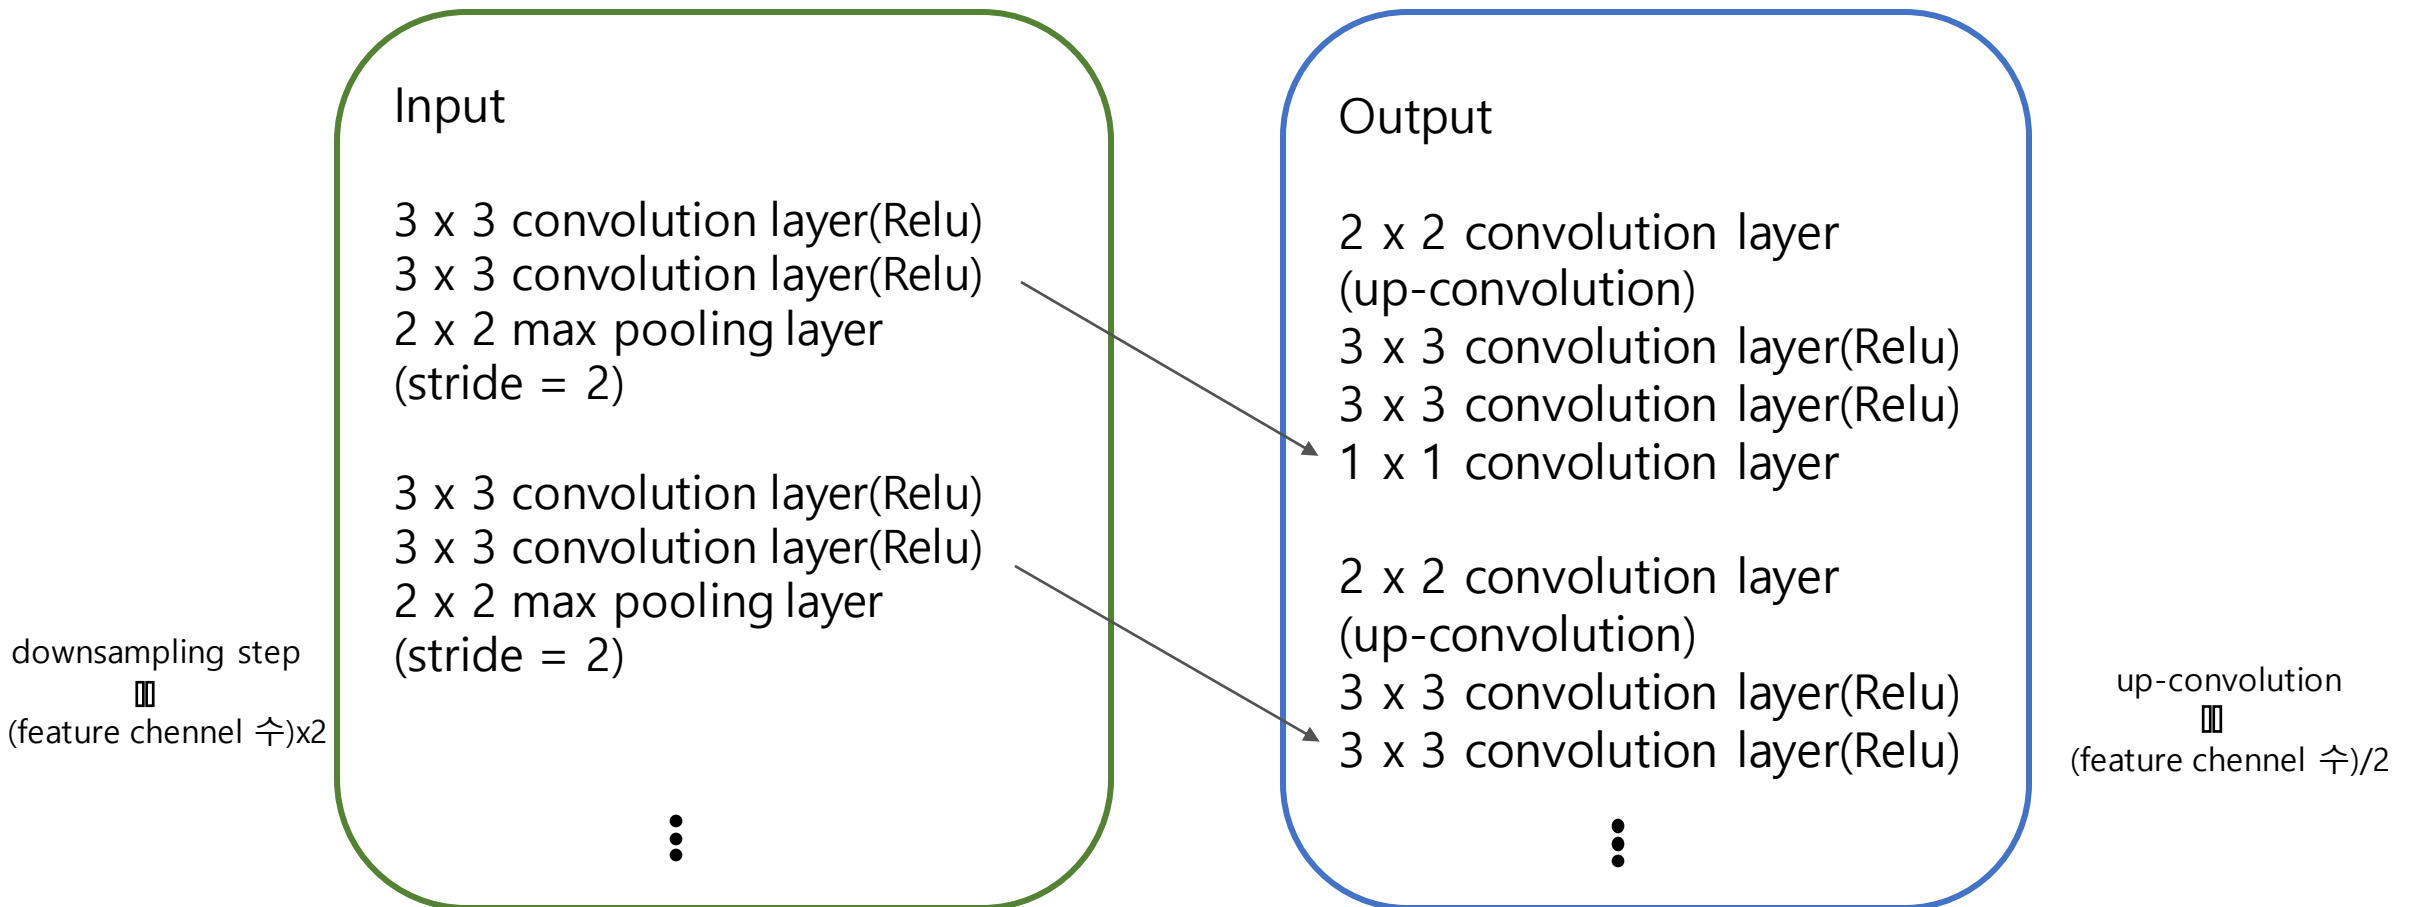 Input
3 x 3 convolution layer(Relu)
3 x 3 convolution layer(Relu)
2 x 2 max pooling layer
(stride = 2)
3 x 3 convolution layer(Relu)
3 x 3 convolution layer(Relu)
2 x 2 max pooling layer
(stride = 2)
downsampling step
(feature chennel 수)x2
Output
2 x 2 convolution layer
(up-convolution)
3 x 3 convolution layer(Relu)
3 x 3 convolution layer(Relu)
1 x 1 convolution layer
2 x 2 convolution layer
(up-convolution)
3 x 3 convolution layer(Relu)
3 x 3 convolution layer(Relu)
up-convolution
(feature chennel 수)/2